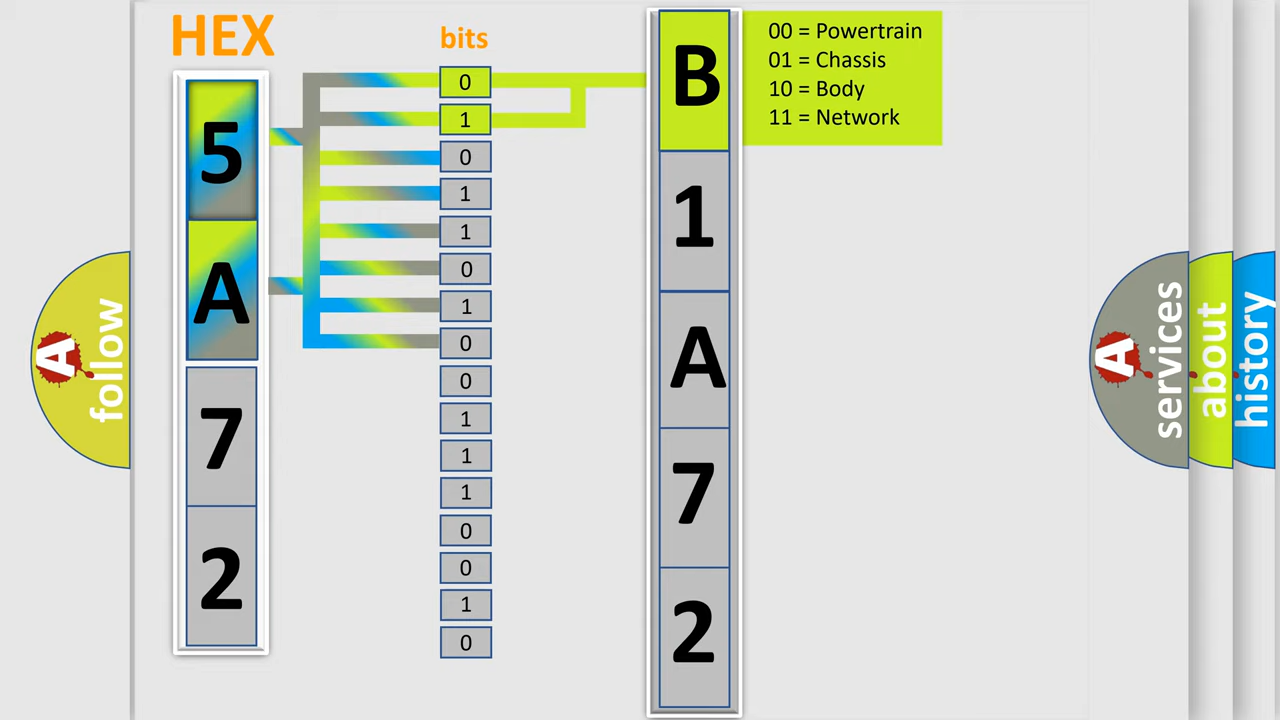 HEX
bits
5
A
7
2
0
1
0
1
1
0
1
0
0
1
1
1
0
0
1
0
B
1
A
7
2
00 = Powertrain
01 = Chassis
10 = Body
11 = Network
A follow
A services
about
history